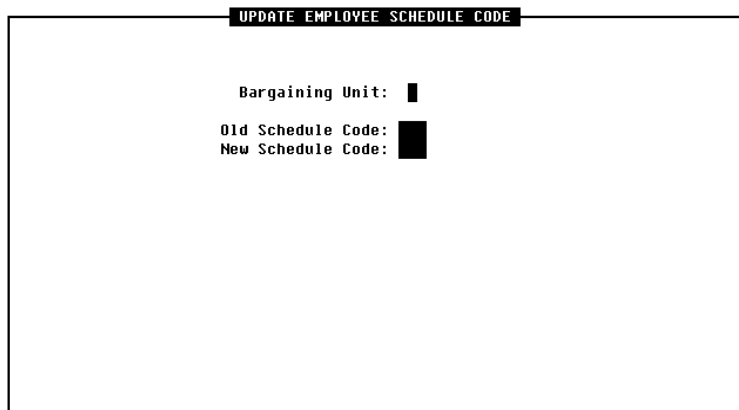 UPDATE EMPLOYEE SCHEDULE CODE
Bargaining Unit:
Old Schedule Code:
New Schedule Code: